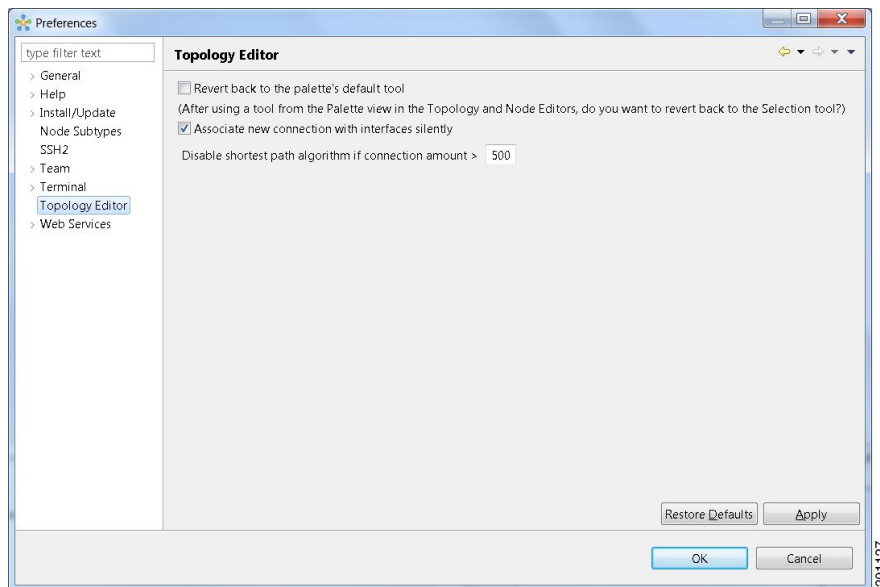 Preferences
type filter text
General
Help
Install/Update
Node Subtypes
SSH2
Team
Terminal
Topology Editor
Web Services
Topology Editor
Revert back to the palette's default tool
(After using a tool from the Palette view in the Topology and Node Editors, do you want to revert back to the Selection tool?)
Associate new connection with interfaces silently
Disable shortest path algorithm if connection amount > 500
Restore Defaults
Apply
OK
Cancel